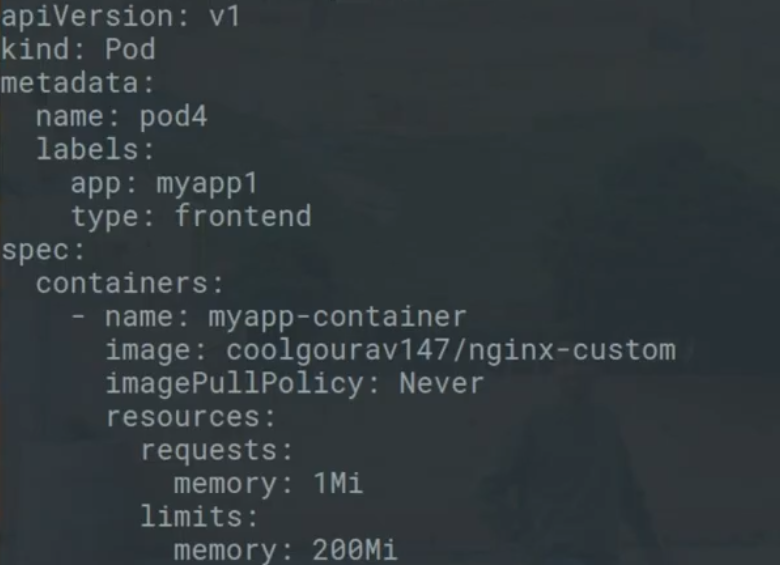 apiVersion: v1
kind: Pod
metadata:
  name: pod4
  labels:
    app: myapp1
    type: frontend
spec:
  containers:
    - name: myapp-container
      image: coolgourav147/nginx-custom
      imagePullPolicy: Never
      resources:
        requests:
          memory: 1Mi
        limits:
          memory: 200Mi